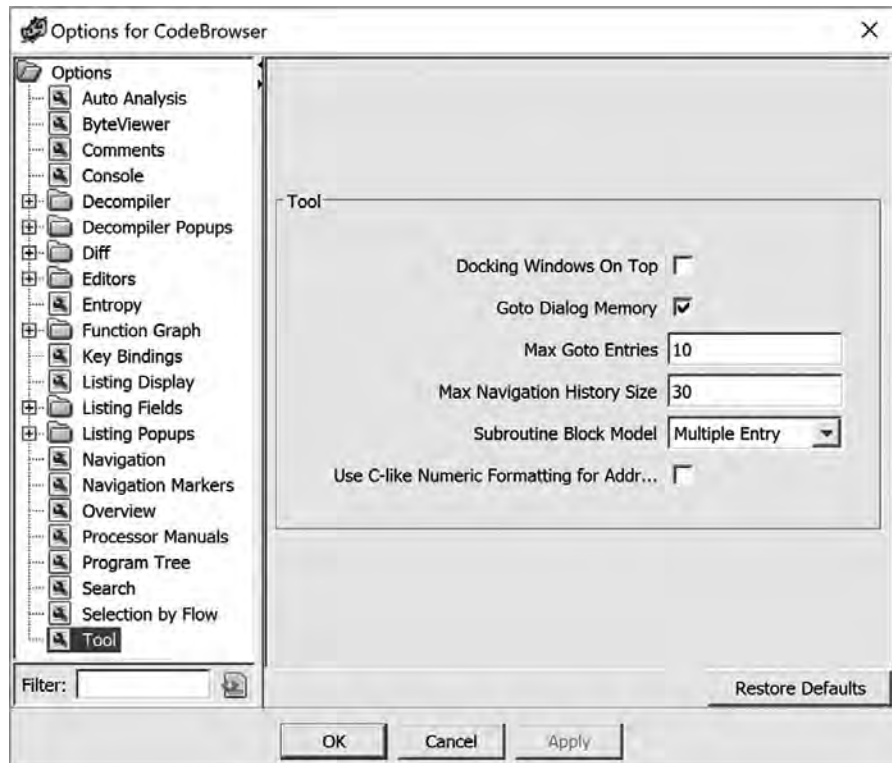 Options for CodeBrowser
Options
Auto Analysis
ByteViewer
Comments
Console
Decompiler
Decompiler Popups
Diff
Editors
Entropy
Function Graph
Key Bindings
Listing Display
Listing Fields
Listing Popups
Navigation
Navigation Markers
Overview
Processor Manuals
Program Tree
Search
Selection by Flow
Tool
Filter:
Tool
Docking Windows On Top
Goto Dialog Memory
Max Goto Entries 10
Max Navigation History Size 30
Subroutine Block Model Multiple Entry
Use C-like Numeric Formatting for Addr...
Restore Defaults
OK Cancel Apply